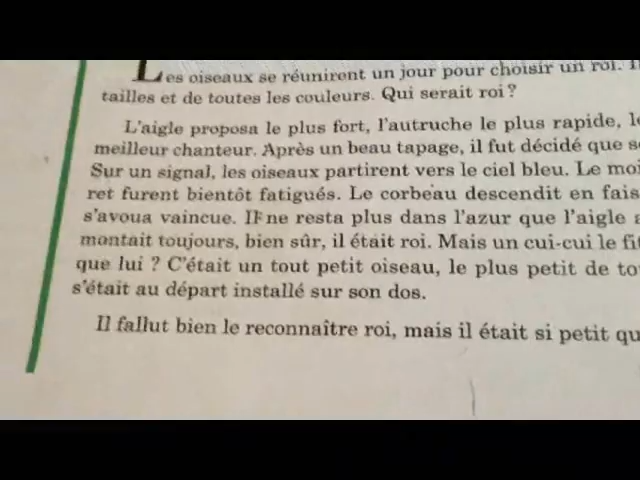 Les oiseaux se réunirent un jour pour choisir un roi.
tailles et de toutes les couleurs. Qui serait roi ?
L'aigle proposa le plus fort, l'autruche le plus rapide,
meilleur chanteur. Après un beau tapage, il fut décidé que
Sur un signal, les oiseaux partirent vers le ciel bleu. Le
ret furent bientôt fatigués. Le corbeau descendit en
s'avoua vaincue. Il ne resta plus dans l'azur que l'aigle
montait toujours, bien sûr, il était roi. Mais un cui-cui le
que lui ? C'était un tout petit oiseau, le plus petit de
s'était au départ installé sur son dos.
Il fallut bien le reconnaître roi, mais il était si petit